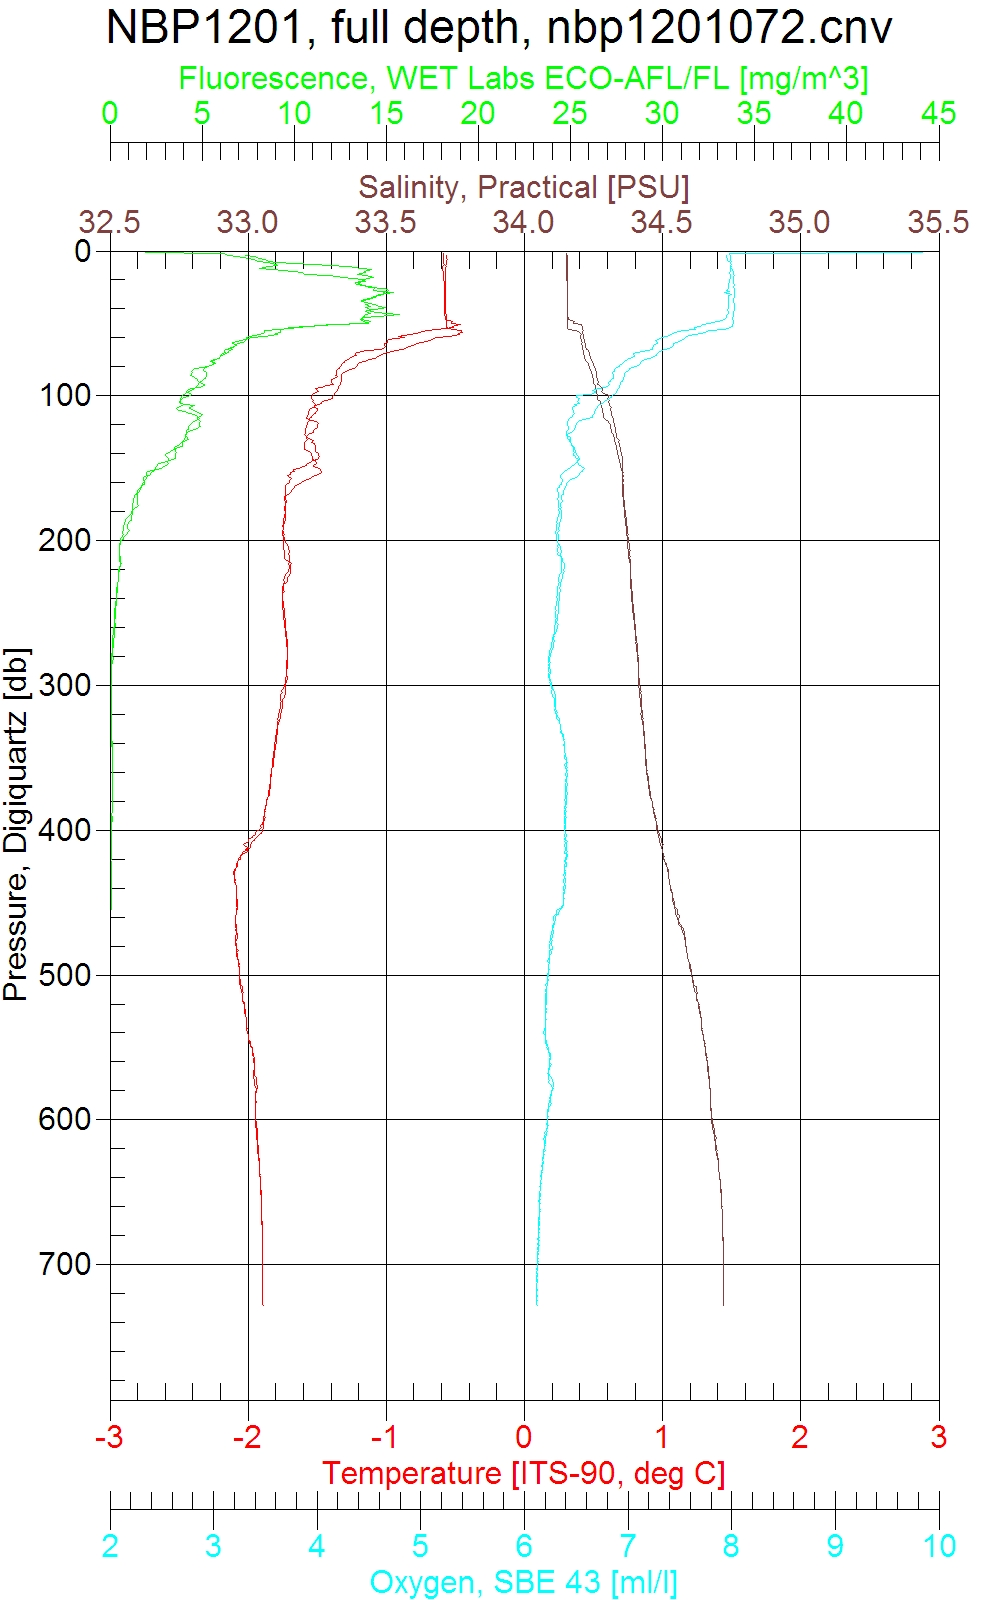 NBP1201, full depth, nbp1201072.cnv
Fluorescence, WET Labs ECO-AFL/FL [mg/m^3]
0 5 10 15 20 25 30 35 40 45
Salinity, Practical [PSU]
32.5 33.0 33.5 34.0 34.5 35.0 35.5
0
100
200
300
400
500
600
700
Pressure, Digiquartz [db]
-3 -2 -1 0 1 2 3
Temperature [ITS-90, deg C]
2 3 4 5 6 7 8 9 10
Oxygen, SBE 43 [ml/l]